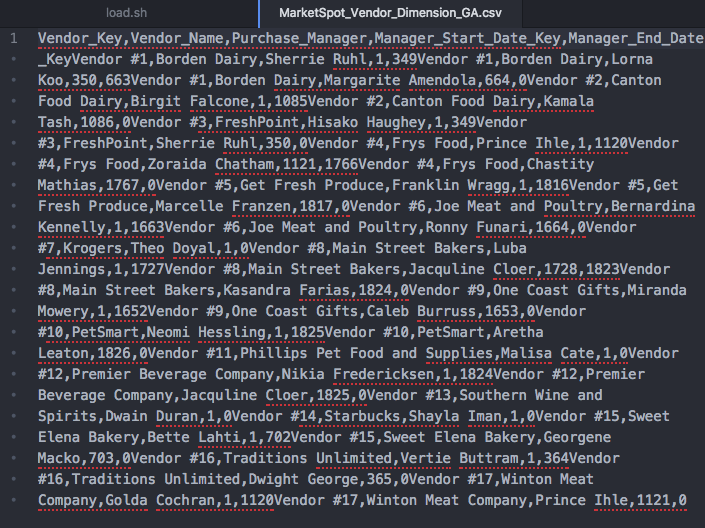 load.sh
MarketSpot_Vendor_Dimension_GA.csv
1 Vendor_Key,Vendor_Name,Purchase_Manager,Manager_Start_Date_Key,Manager_End_Date
_KeyVendor #1,Borden Dairy,Sherrie Ruhl,1,349Vendor #1,Borden Dairy,Lorna
Koo,350,663Vendor #1,Borden Dairy,Margarite Amendola,664,0Vendor #2,Canton
Food Dairy,Birgit Falcone,1,1085Vendor #2,Canton Food Dairy,Kamala
Tash,1086,0Vendor #3,FreshPoint,Hisako Haughey,1,349Vendor
#3,FreshPoint,Sherrie Ruhl,350,0Vendor #4,Frys Food,Prince Ihle,1,1120Vendor
#4,Frys Food,Zoraida Chatham,1121,1766Vendor #4,Frys Food,Chastity
Mathias,1767,0Vendor #5,Get Fresh Produce,Franklin Wragg,1,1816Vendor #5,Get
Fresh Produce,Marcelle Franzen,1817,0Vendor #6,Joe Meat and Poultry,Bernardina
Kennelly,1,1663Vendor #6,Joe Meat and Poultry,Ronny Funari,1664,0Vendor
#7,Krogers,Theo Doyal,1,0Vendor #8,Main Street Bakers,Luba
Jennings,1,1727Vendor #8,Main Street Bakers,Jacquline Cloer,1728,1823Vendor
#8,Main Street Bakers,Kasandra Farias,1824,0Vendor #9,One Coast Gifts,Miranda
Mowery,1,1652Vendor #9,One Coast Gifts,Caleb Burruss,1653,0Vendor
#10,PetSmart,Neomi Hessling,1,1825Vendor #10,PetSmart,Aretha
Leaton,1826,0Vendor #11,Phillips Pet Food and Supplies,Malisa Cate,1,0Vendor
#12,Premier Beverage Company,Nikia Fredericksen,1,1824Vendor #12,Premier
Beverage Company,Jacquline Cloer,1825,0Vendor #13,Southern Wine and
Spirits,Dwain Duran,1,0Vendor #14,Starbucks,Shayla Iman,1,0Vendor #15,Sweet
Elena Bakery,Bette Lahti,1,702Vendor #15,Sweet Elena Bakery,Georgene
Macko,703,0Vendor #16,Traditions Unlimited,Vertie Buttram,1,364Vendor
#16,Traditions Unlimited,Dwight George,365,0Vendor #17,Winton Meat
Company,Golda Cochran,1,1120Vendor #17,Winton Meat Company,Prince Ihle,1121,0